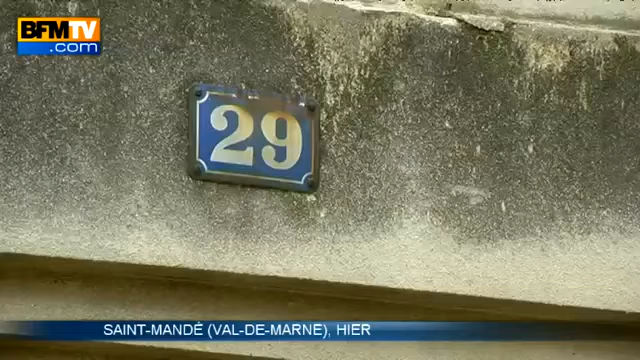 BFMTV
.com
29
SAINT-MANDÉ (VAL-DE-MARNE), HIER